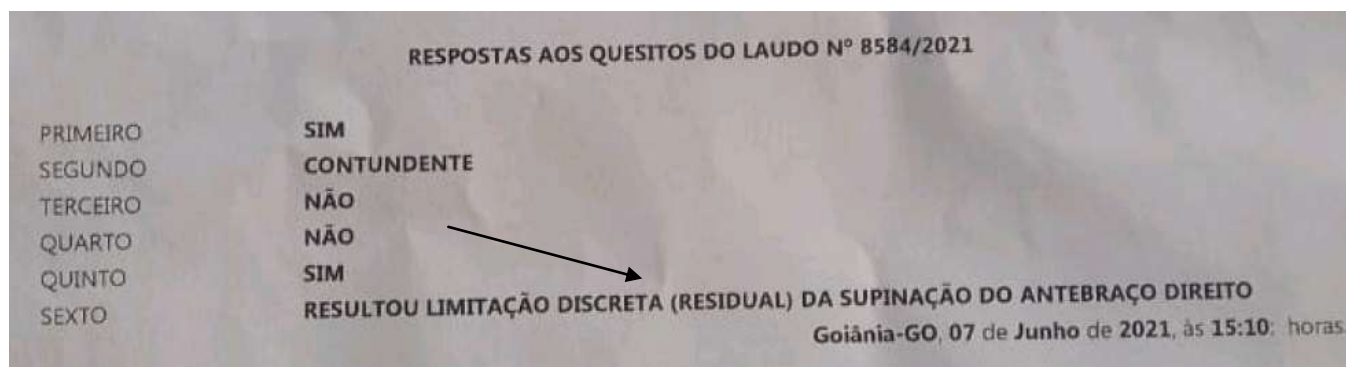 RESPOSTAS AOS QUESITOS DO LAUDO Nº 8584/2021
PRIMEIRO SIM
SEGUNDO CONTUNDENTE
TERCEIRO NÃO
QUARTO NÃO
QUINTO SIM
SEXTO RESULTOU LIMITAÇÃO DISCRETA (RESIDUAL) DA SUPINAÇÃO DO ANTEBRAÇO DIREITO
Goiânia-GO, 07 de Junho de 2021, às 15:10: horas